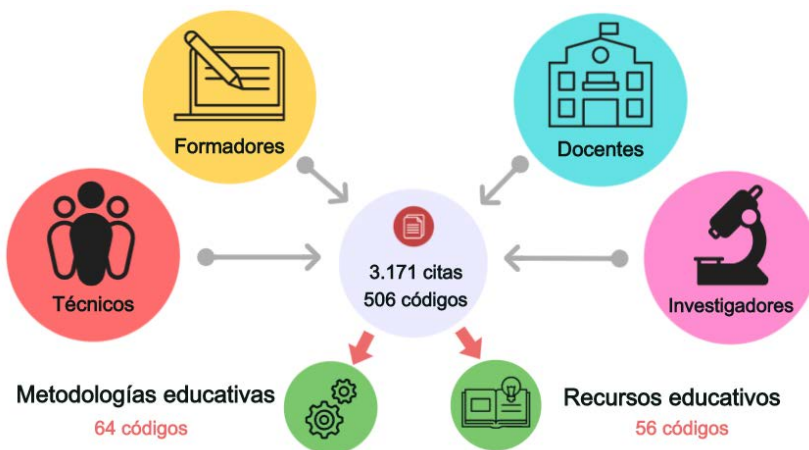 Formadores
Docentes
Técnicos
3.171 citas
506 códigos
Investigadores
Metodologías educativas
64 códigos
Recursos educativos
56 códigos